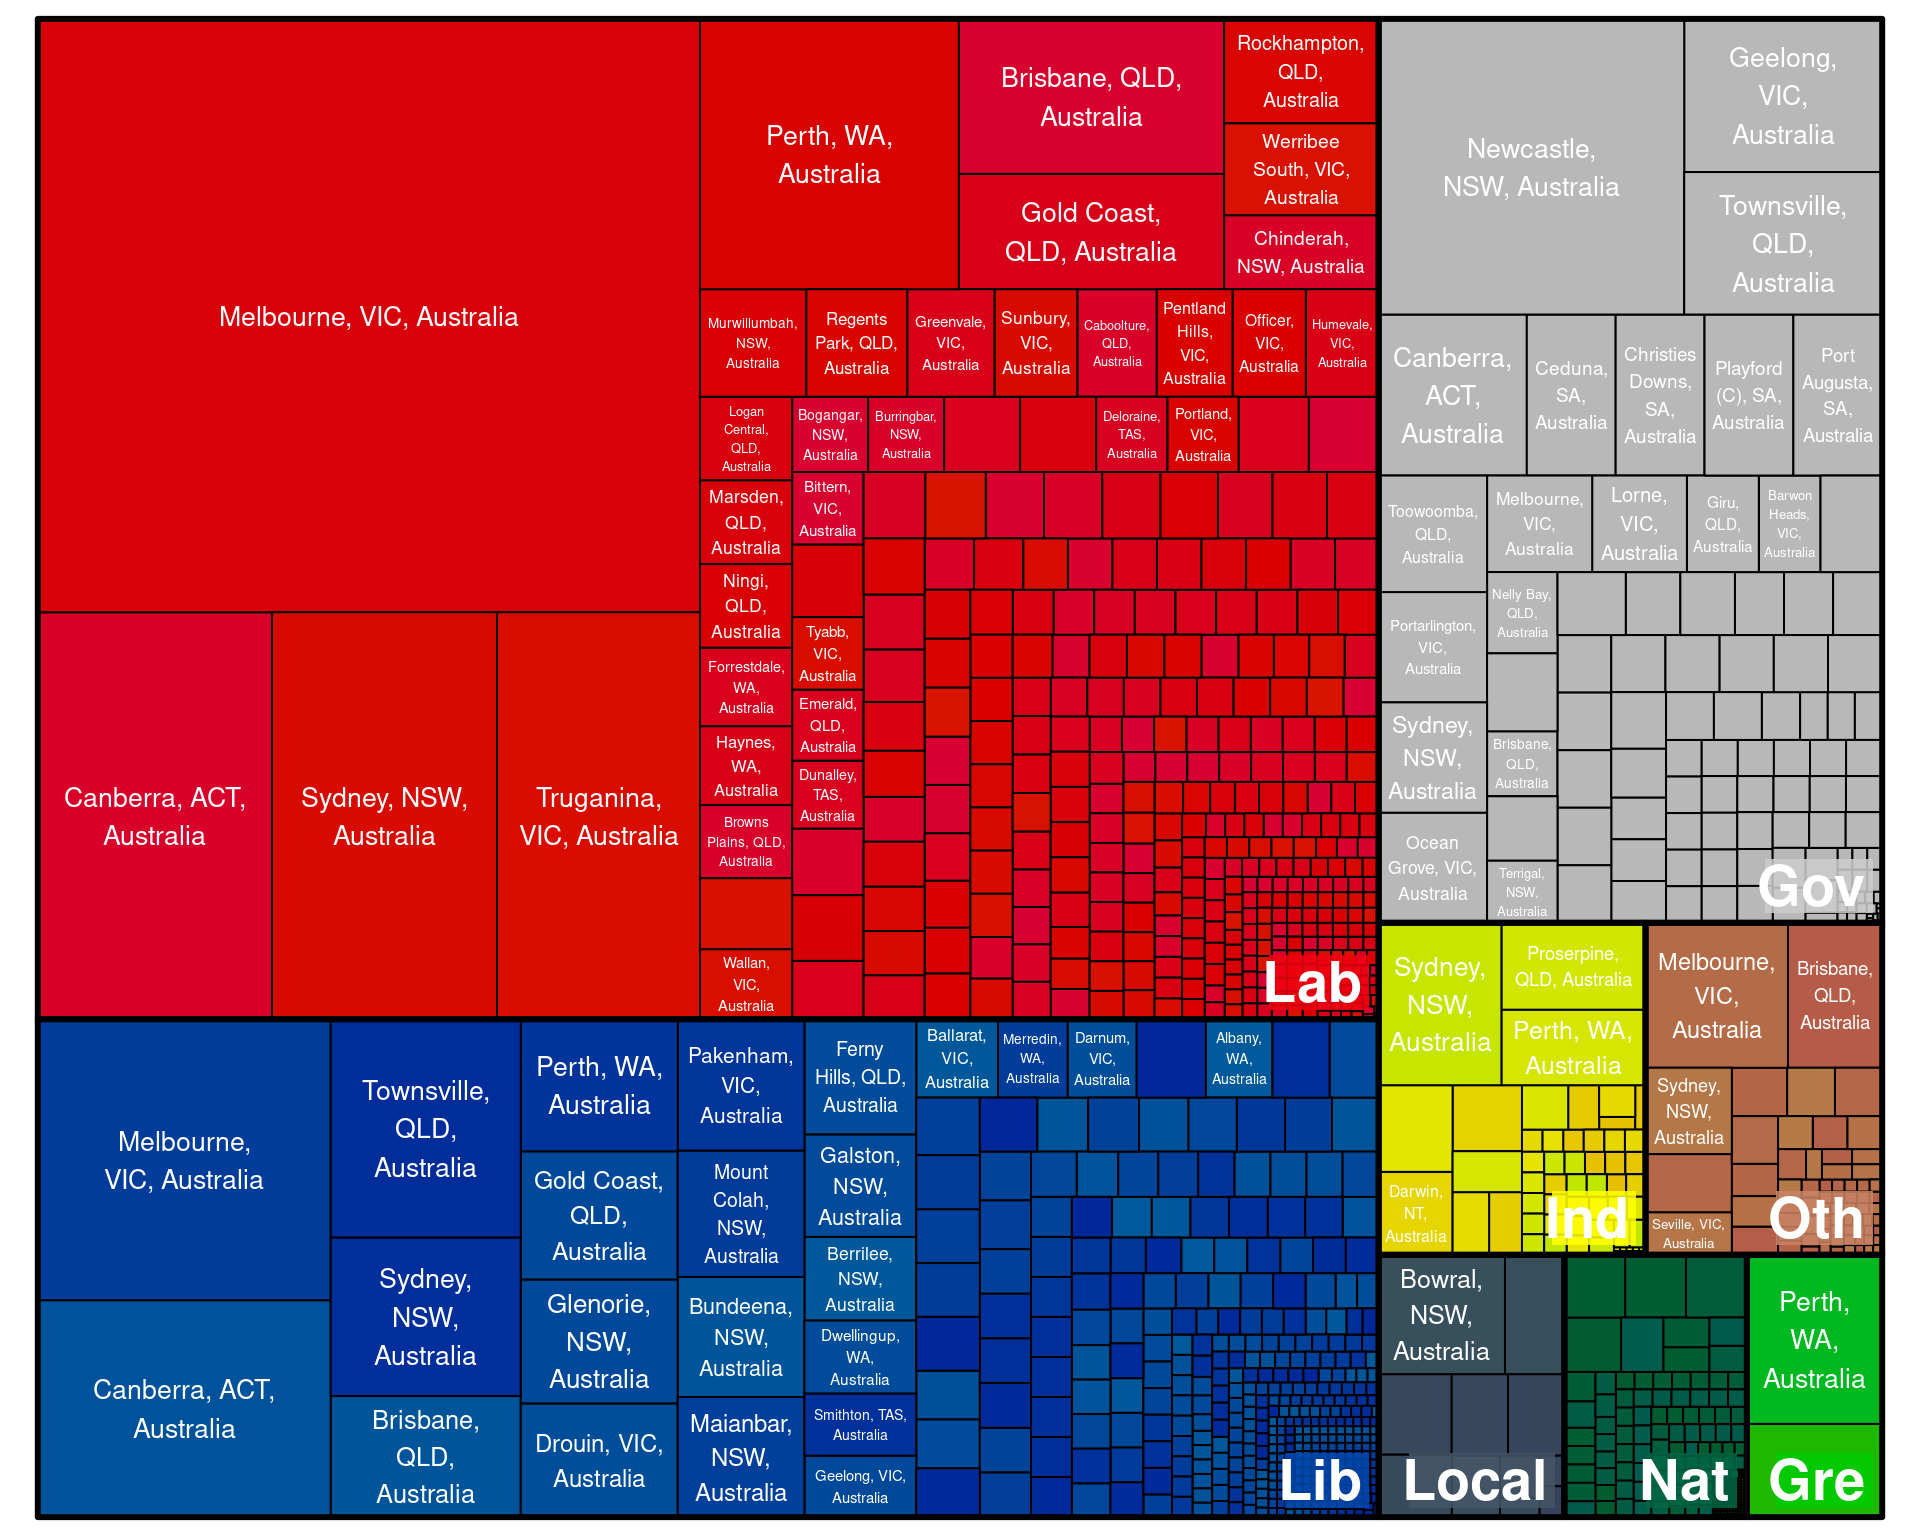 Melbourne, VIC, Australia
Canberra, ACT,
Australia
Sydney, NSW,
Australia
Truganina,
VIC, Australia
Perth, WA,
Australia
Brisbane, QLD,
Australia
Gold Coast,
QLD, Australia
Rockhampton,
QLD,
Australia
Werribee
South, VIC,
Australia
Chinderah,
NSW, Australia
Murwillumbah,
NSW,
Australia
Regents
Park, QLD,
Australia
Greenvale,
VIC,
Australia
Sunbury,
VIC,
Australia
Caboolture,
QLD,
Australia
Pentland
Hills,
VIC,
Australia
Officer,
VIC,
Australia
Humevale,
VIC,
Australia
Logan
Central,
QLD,
Australia
Marsden,
QLD,
Australia
Ningi,
QLD,
Australia
Forrestdale,
WA,
Australia
Haynes,
WA,
Australia
Browns
Plains, QLD,
Australia
Wallan,
VIC,
Australia
Bogangar,
NSW,
Australia
Burringbar,
NSW,
Australia
Deloraine,
TAS,
Australia
Portland,
VIC,
Australia
Bittern,
VIC,
Australia
Tyabb,
VIC,
Australia
Emerald,
QLD,
Australia
Dunalley,
TAS,
Australia
Lab
Newcastle,
NSW, Australia
Geelong,
VIC,
Australia
Townsville,
QLD,
Australia
Canberra,
ACT,
Australia
Ceduna,
SA,
Australia
Christies
Downs,
SA,
Australia
Playford
(C), SA,
Australia
Port
Augusta,
SA,
Australia
Toowoomba,
QLD,
Australia
Portarlington,
VIC,
Australia
Sydney,
NSW,
Australia
Ocean
Grove, VIC,
Australia
Melbourne,
VIC,
Australia
Lorne,
VIC,
Australia
Giru,
QLD,
Australia
Barwon
Heads,
VIC,
Australia
Nelly Bay,
QLD,
Australia
Brisbane,
QLD,
Australia
Terrigal,
NSW,
Australia
Gov
Melbourne,
VIC, Australia
Canberra, ACT,
Australia
Townsville,
QLD,
Australia
Sydney,
NSW,
Australia
Brisbane,
QLD,
Australia
Perth, WA,
Australia
Gold Coast,
QLD,
Australia
Glenorie,
NSW,
Australia
Drouin, VIC,
Australia
Pakenham,
VIC,
Australia
Mount
Colah,
NSW,
Australia
Bundeena,
NSW,
Australia
Maianbar,
NSW,
Australia
Ferny
Hills, QLD,
Australia
Galston,
NSW,
Australia
Berrilee,
NSW,
Australia
Dwellingup,
WA,
Australia
Smithton, TAS,
Australia
Geelong, VIC,
Australia
Ballarat,
VIC,
Australia
Merredin,
WA,
Australia
Darnum,
VIC,
Australia
Albany,
WA,
Australia
Lib
Sydney,
NSW,
Australia
Proserpine,
QLD, Australia
Perth, WA,
Australia
Darwin,
NT,
Australia
Ind
Melbourne,
VIC,
Australia
Brisbane,
QLD,
Australia
Sydney,
NSW,
Australia
Seville, VIC,
Australia
Oth
Bowral,
NSW,
Australia
Local
Nat
Perth,
WA,
Australia
Gre